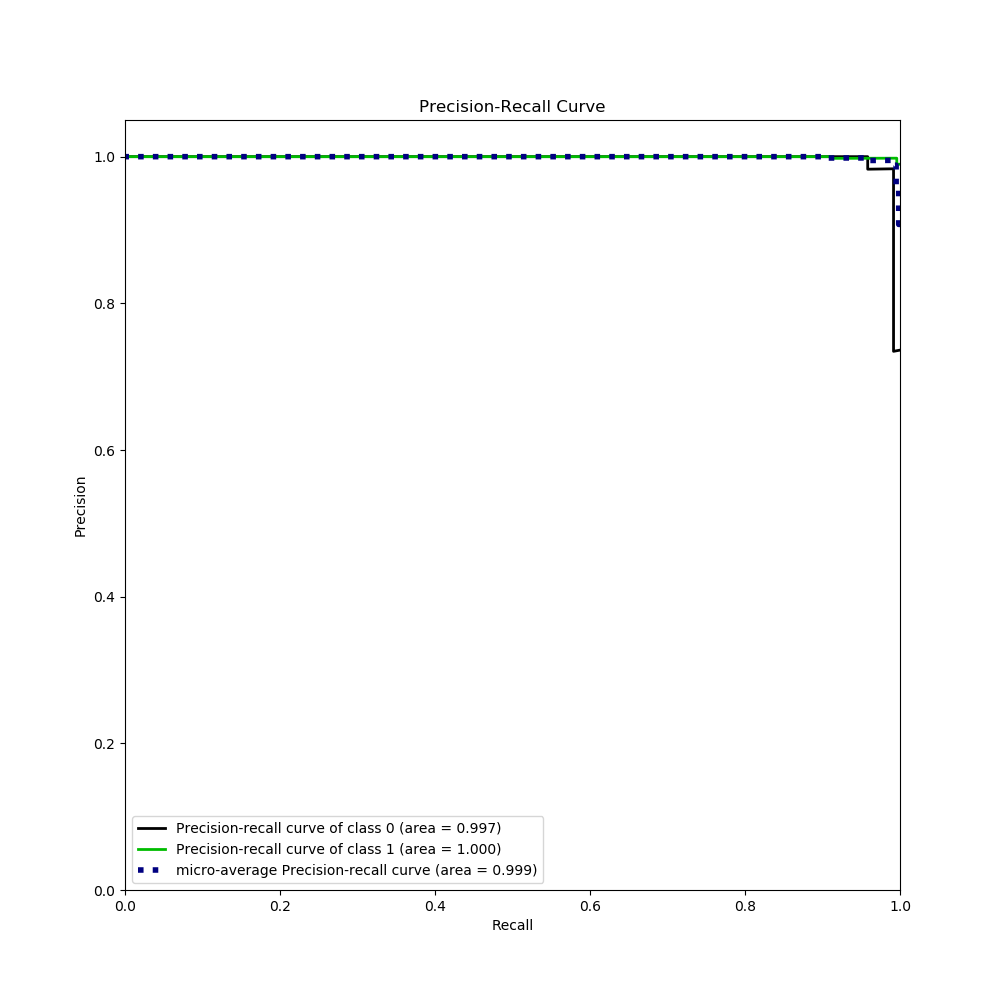 Precision-Recall Curve
1.0
0.8
0.6
0.4
0.2
0.0
Precision
Precision-recall curve of class 0 (area = 0.997)
Precision-recall curve of class 1 (area = 1.000)
micro-average Precision-recall curve (area = 0.999)
0.0 0.2 0.4 0.6 0.8 1.0
Recall